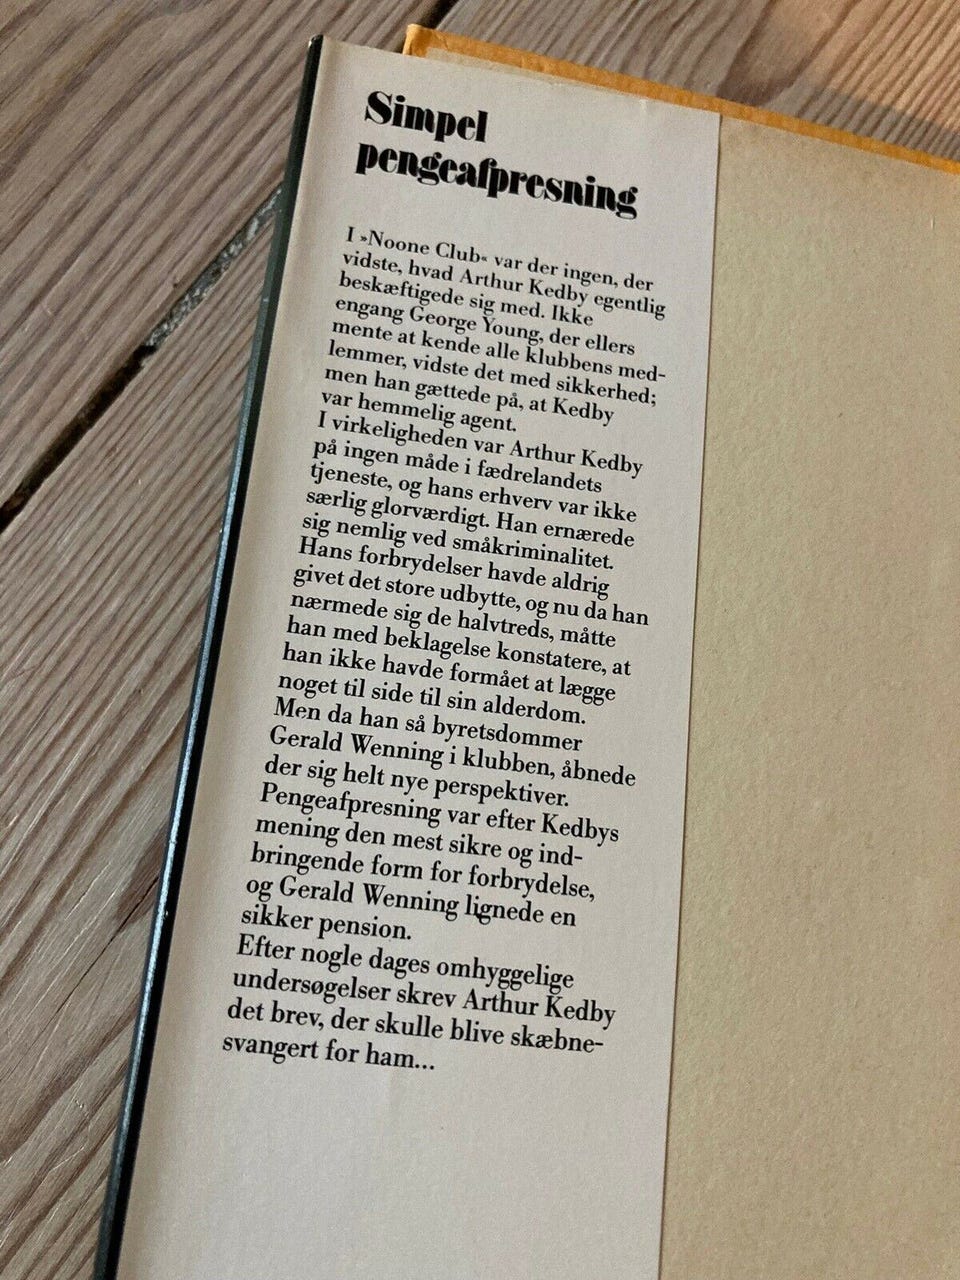 Simpel
pengeafpresning
I »Noone Club« var der ingen, der
vidste, hvad Arthur Kedby egentlig
beskæftigede sig med. Ikke
engang George Young, der ellers
mente at kende alle klubbens med-
lemmer, vidste det med sikkerhed;
men han gættede på, at Kedby
var hemmelig agent.
I virkeligheden var Arthur Kedby
på ingen måde i fædrelandets
tjeneste, og hans erhverv var ikke
særlig glorværdigt. Han ernærede
sig nemlig ved småkriminalitet.
Hans forbrydelser havde aldrig
givet det store udbytte, og nu da han
nærmede sig de halvtreds, måtte
han med beklagelse konstatere, at
han ikke havde formået at lægge
noget til side til sin alderdom.
Men da han så byretsdommer
Gerald Wenning i klubben, åbnede
der sig helt nye perspektiver.
Pengeafpresning var efter Kedbys
mening den mest sikre og ind-
bringende form for forbrydelse,
og Gerald Wenning lignede en
sikker pension.
Efter nogle dages omhyggelige
undersøgelser skrev Arthur Kedby
det brev, der skulle blive skæbne-
svangert for ham...